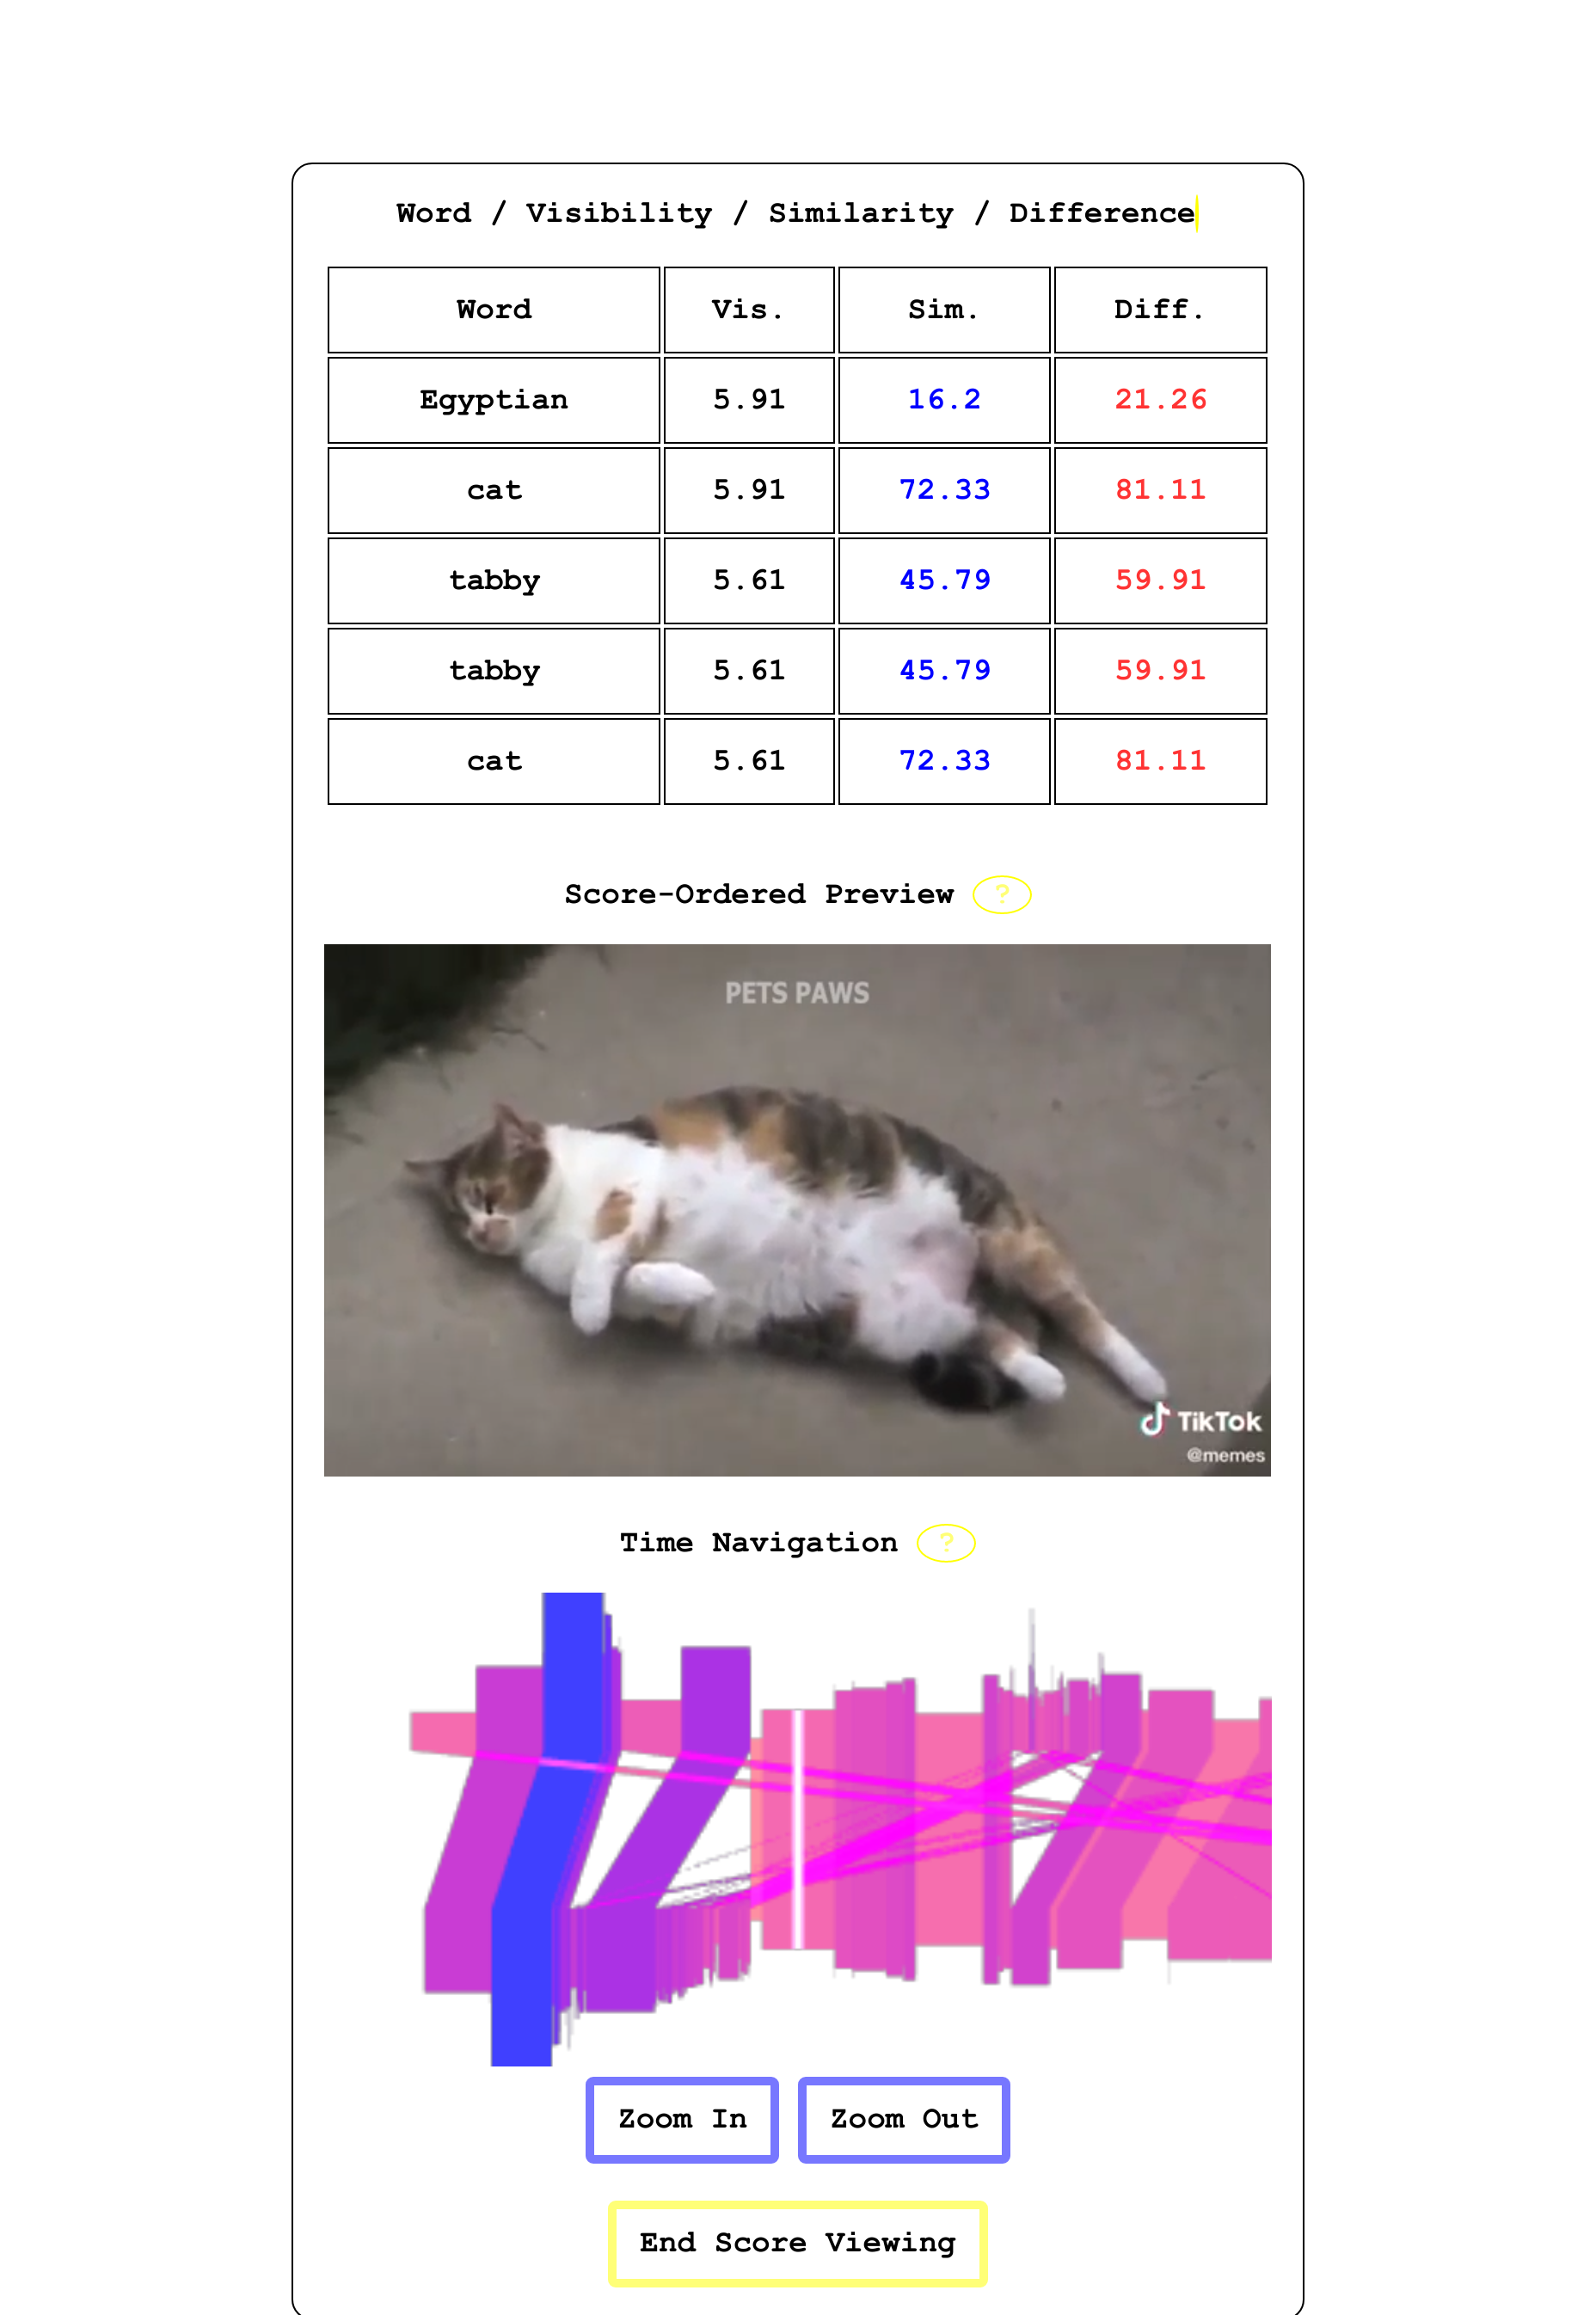 Word / Visibility / Similarity / Difference
Word Vis. Sim. Diff.
Egyptian 5.91 16.2 21.26
cat 5.91 72.33 81.11
tabby 5.61 45.79 59.91
tabby 5.61 45.79 59.91
cat 5.61 72.33 81.11
Score-Ordered Preview ?
PETS PAWS
TikTok
@memes
Time Navigation ?
Zoom In Zoom Out
End Score Viewing